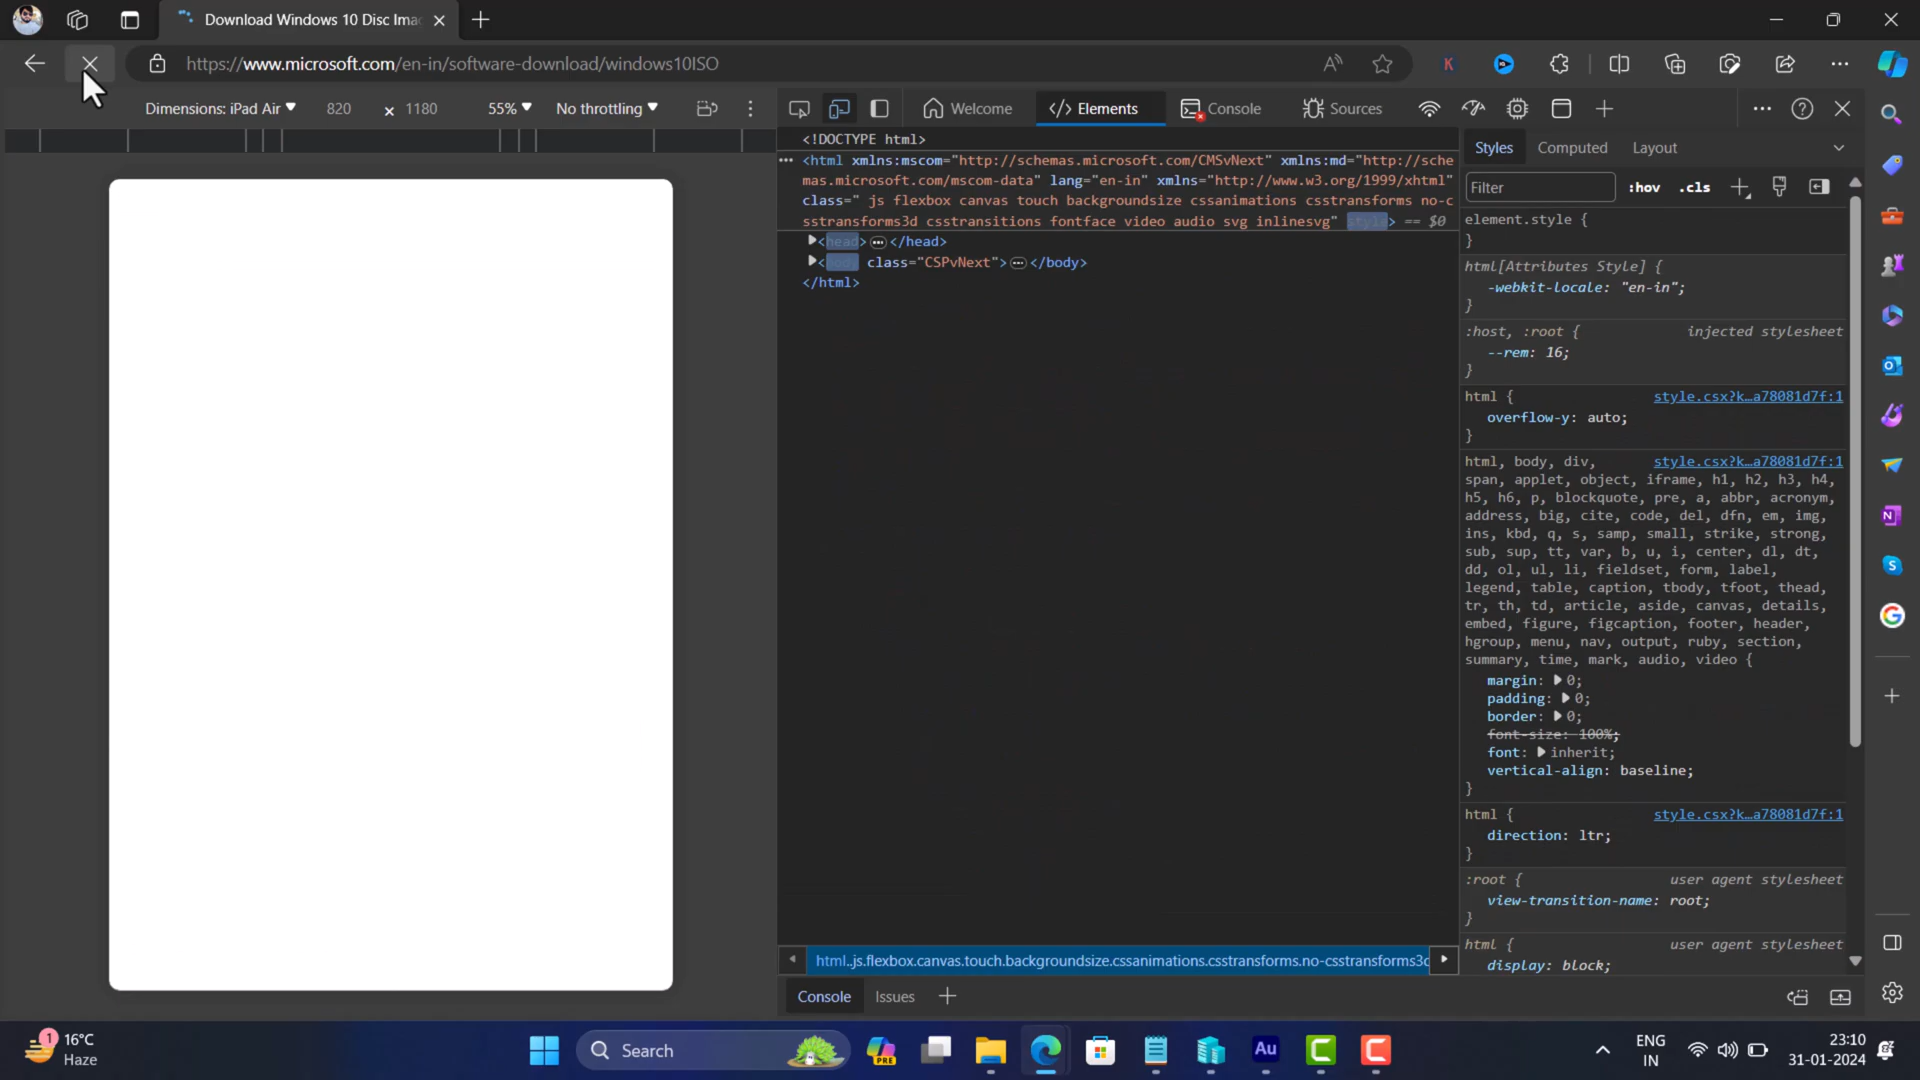 Download Windows 10 Disc Ima
https://www.microsoft.com/en-in/software-download/windows10ISO
Dimensions: iPad Air 820 × 1180 55% No throttling
Welcome Elements Console Sources
<!DOCTYPE html>
<html xmlns:mscom="http://schemas.microsoft.com/CMSvNext" xmlns:md="http://sche
mas.microsoft.com/mscom-data" lang="en-in" xmlns="http://www.w3.org/1999/xhtml"
class=" js flexbox canvas touch backgroundsize cssanimations csstransforms no-c
sstransforms3d csstransitions fontface video audio svg inlinesvg" style> == $0
<head> </head>
<body class="CSPvNext"> </body>
</html>
Styles Computed Layout
Filter :hov .cls
element.style {
}
html[Attributes Style] {
-webkit-locale: "en-in";
}
:host, :root { injected stylesheet
--rem: 16;
}
html { style.csx?k…a78081d7f:1
overflow-y: auto;
}
html, body, div, style.csx?k…a78081d7f:1
span, applet, object, iframe, h1, h2, h3, h4,
h5, h6, p, blockquote, pre, a, abbr, acronym,
address, big, cite, code, del, dfn, em, img,
ins, kbd, q, s, samp, small, strike, strong,
sub, sup, tt, var, b, u, i, center, dl, dt,
dd, ol, ul, li, fieldset, form, label,
legend, table, caption, tbody, tfoot, thead,
tr, th, td, article, aside, canvas, details,
embed, figure, figcaption, footer, header,
hgroup, menu, nav, output, ruby, section,
summary, time, mark, audio, video {
margin: 0;
padding: 0;
border: 0;
font-size: 100%;
font: inherit;
vertical-align: baseline;
}
html { style.csx?k…a78081d7f:1
direction: ltr;
}
:root { user agent stylesheet
view-transition-name: root;
}
html { user agent stylesheet
display: block;
html..js.flexbox.canvas.touch.backgroundsize.cssanimations.csstransforms.no-csstransforms3d
Console Issues
1 16°C
Haze
Search
PRE
Au
ENG
IN
23:10
31-01-2024